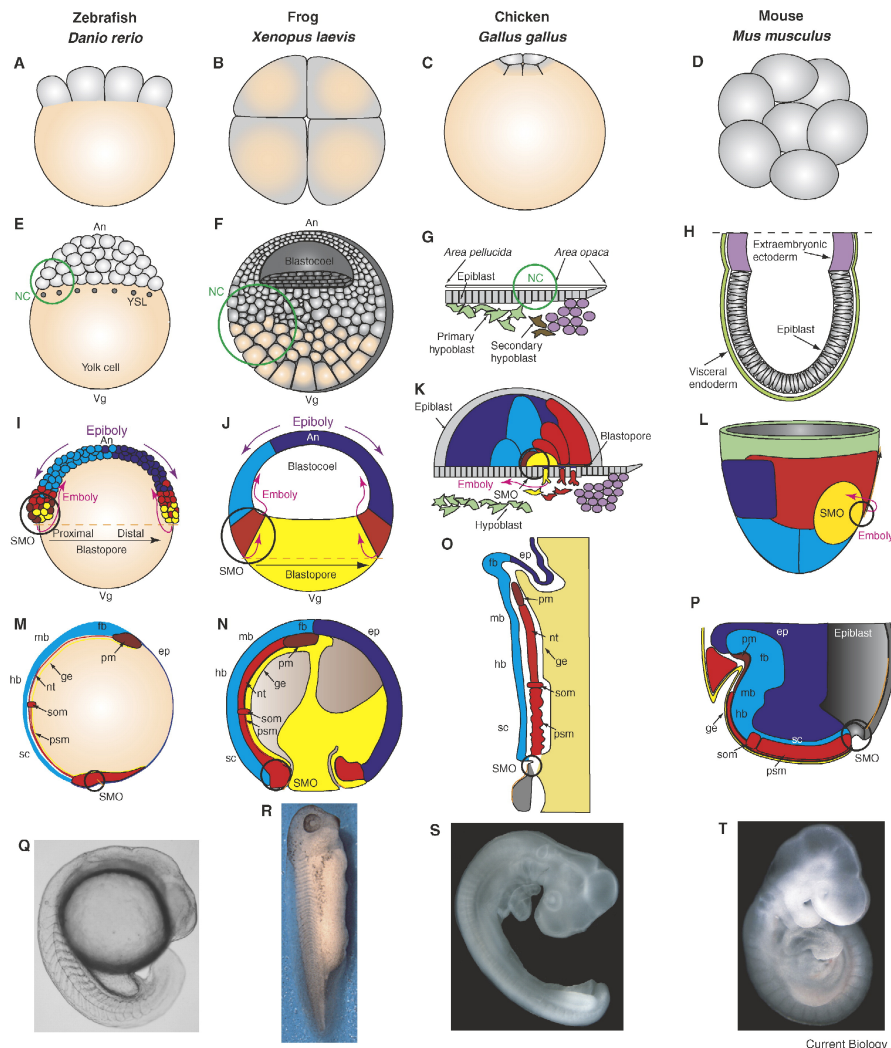 Zebrafish
Danio rerio
Frog
Xenopus laevis
Chicken
Gallus gallus
Mouse
Mus musculus
A
B
C
D
E
An
NC
YSL
Yolk cell
Vg
F
An
Blastocoel
NC
Vg
G
Area pellucida
Area opaca
NC
Epiblast
Primary
hypoblast
Secondary
hypoblast
H
Extraembryonic
ectoderm
Epiblast
Visceral
endoderm
I
Epiboly
An
Emboly
Proximal
Distal
Blastopore
SMO
Vg
J
Epiboly
An
Blastocoel
Emboly
SMO
Blastopore
Vg
K
Epiblast
Blastopore
Emboly
SMO
Hypoblast
L
SMO
Emboly
M
fb
mb
pm
ep
hb
ge
nt
som
psm
sc
SMO
N
fb
mb
pm
ep
hb
ge
nt
som
psm
sc
SMO
O
ep
fb
pm
mb
nt
hb
ge
som
psm
sc
SMO
P
ep
Epiblast
pm
fb
mb
hb
ge
sc
som
psm
SMO
Q
R
S
T
Current Biology